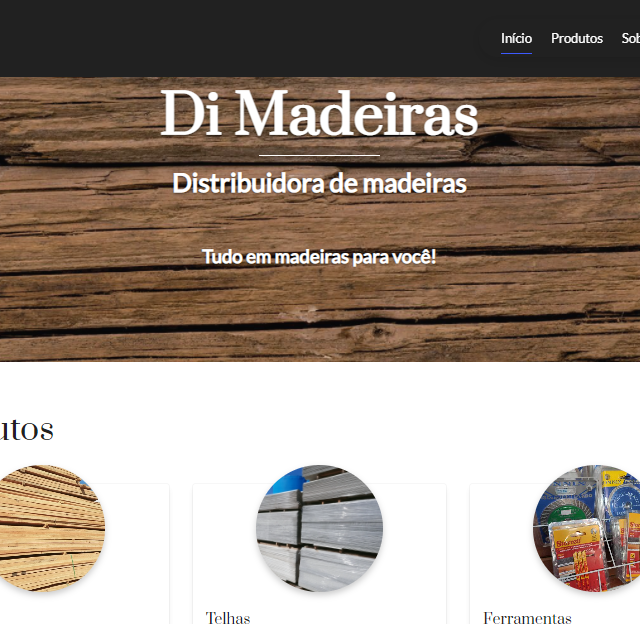 Início Produtos Sob
Di Madeiras
Distribuidora de madeiras
Tudo em madeiras para você!
utos
Telhas Ferramentas